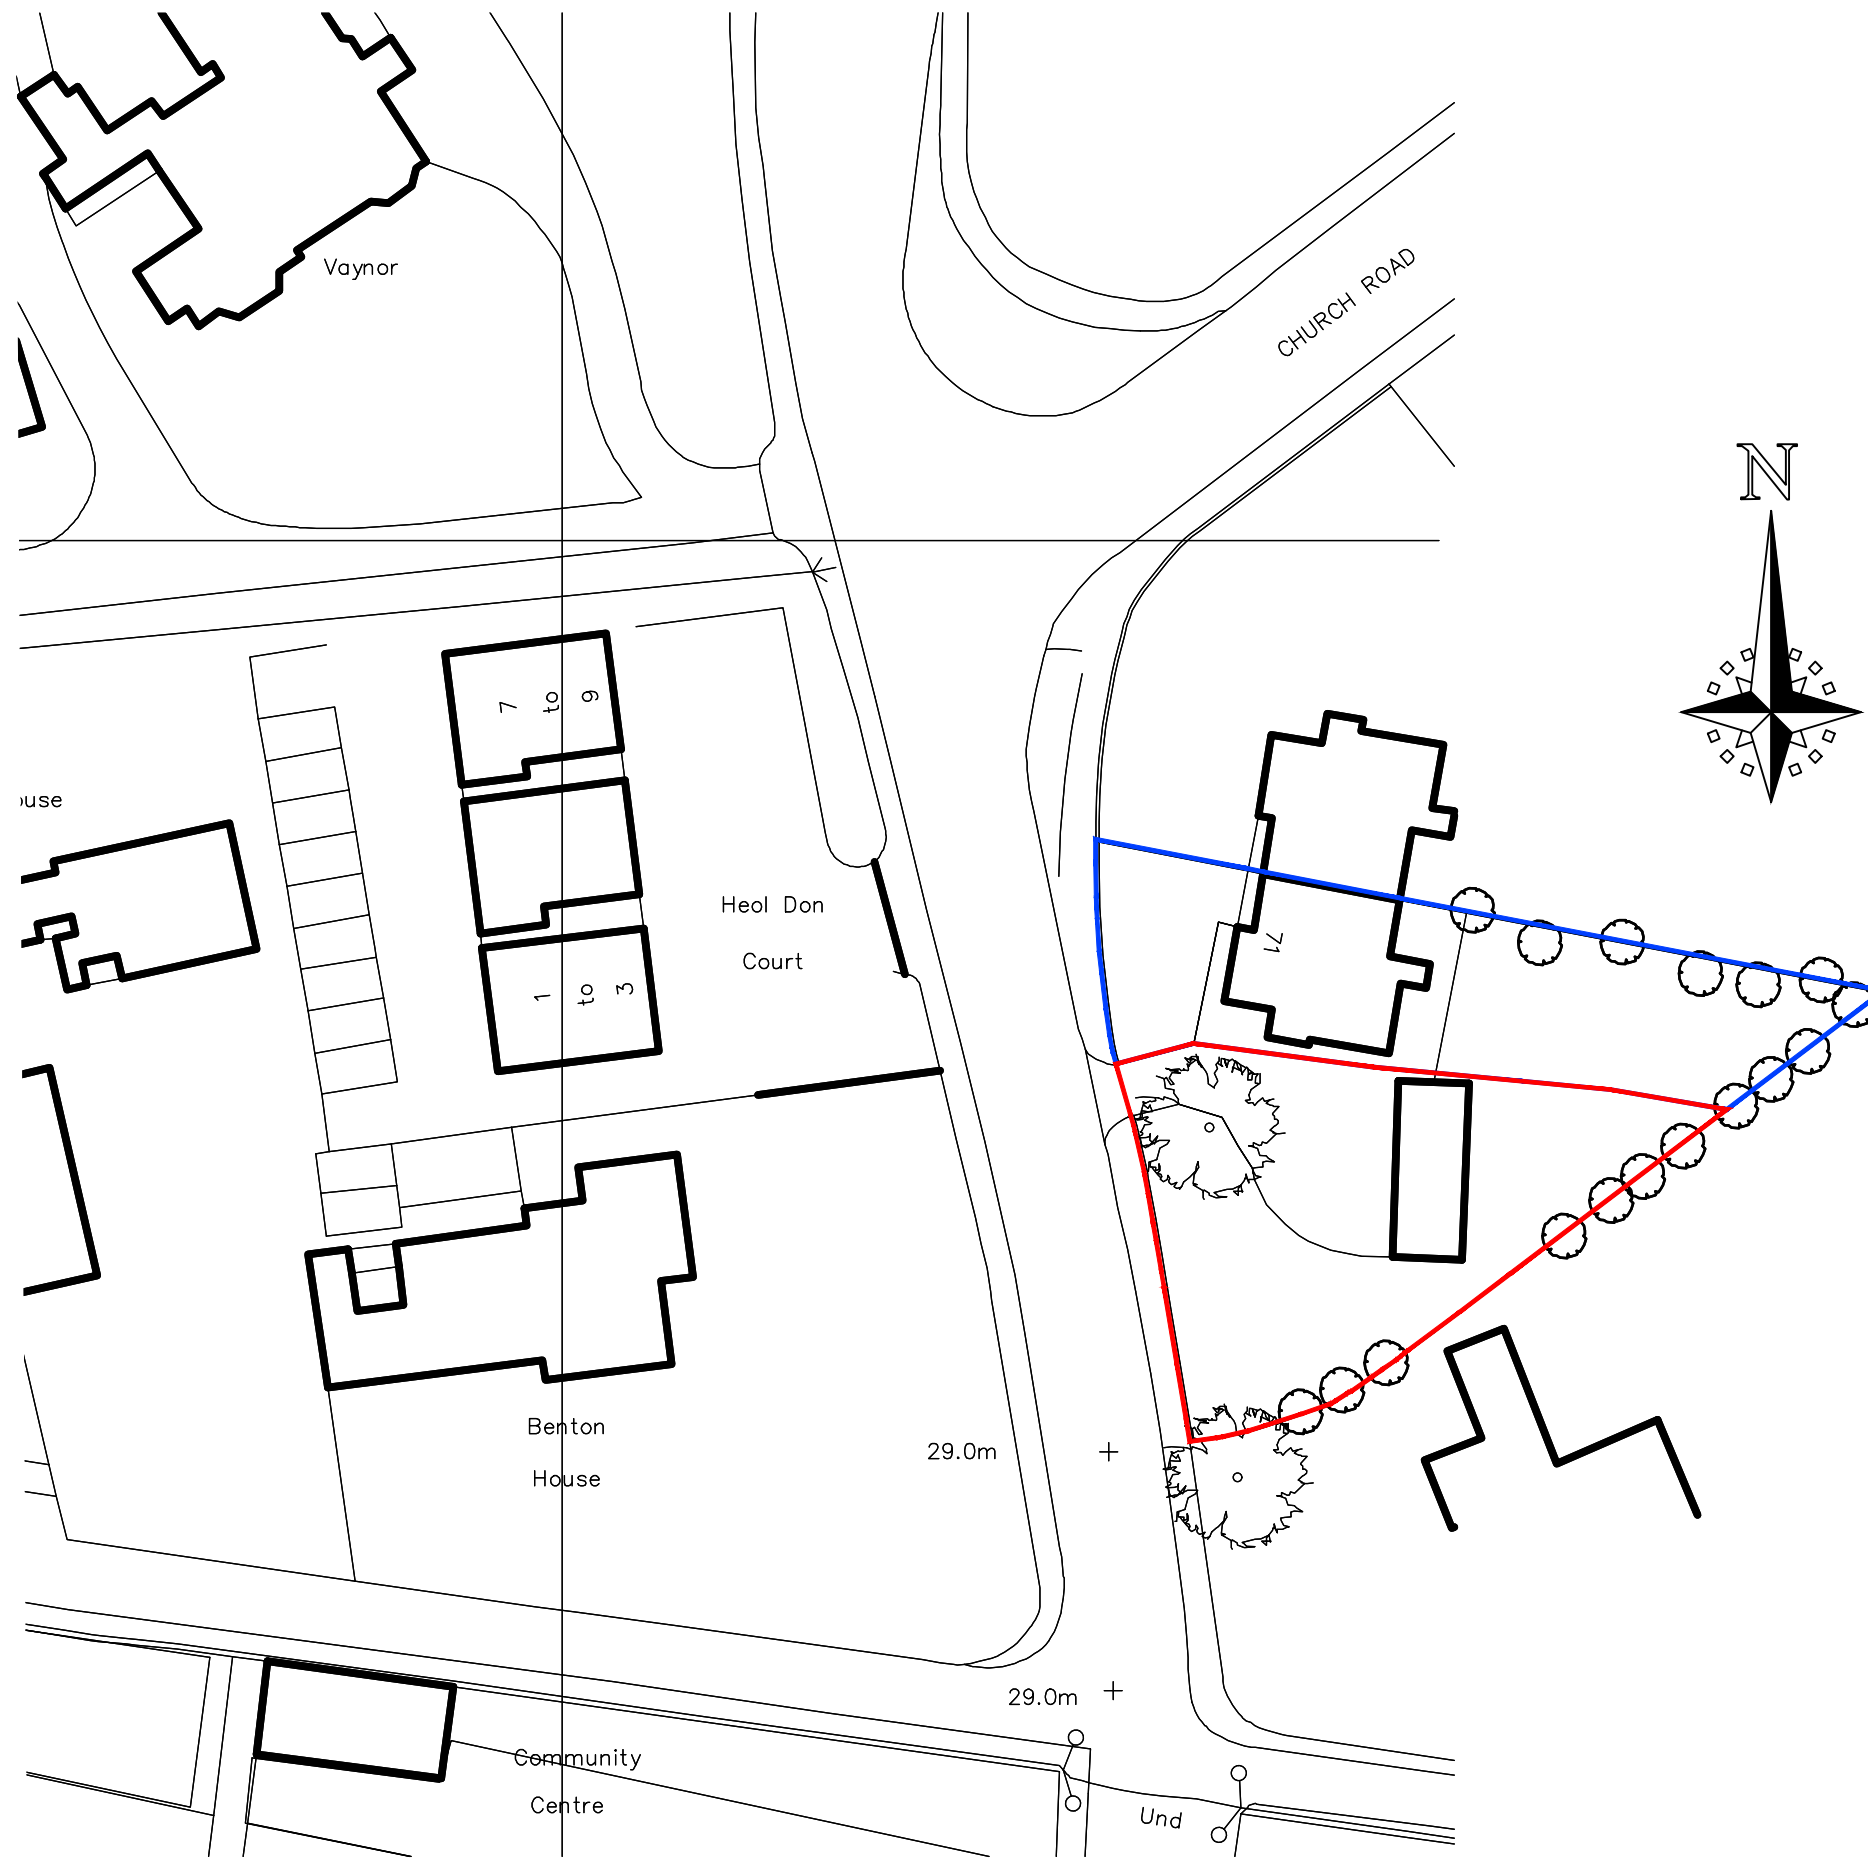 Vaynor
CHURCH ROAD
N
7
to
9
ouse
Heol Don
Court
71
1
to
3
Benton
House
29.0m
29.0m
Community
Centre
Und